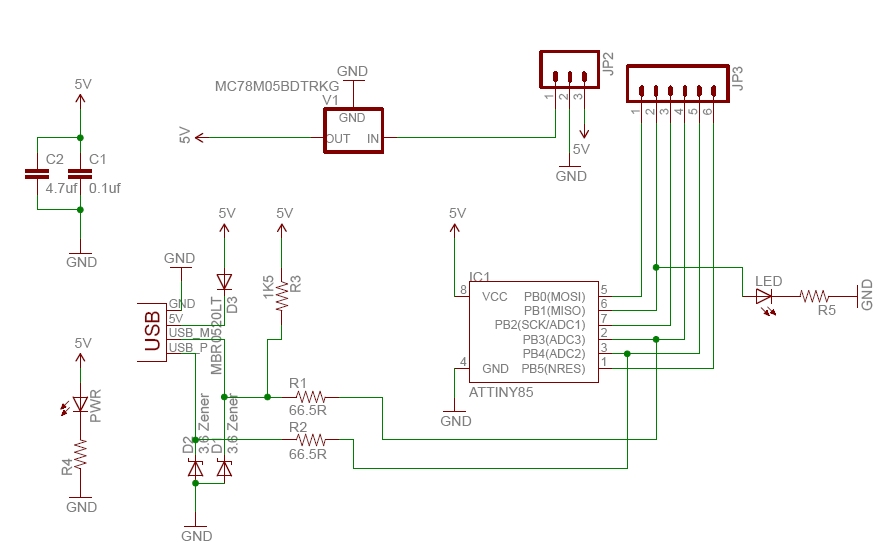 GND
MC78M05BDTRKG
V1
GND
OUT
IN
5V
JP2
1
2
3
5V
GND
JP3
1
2
3
4
5
6
5V
C2
C1
4.7uf
0.1uf
GND
GND
5V
5V
D3
MBR0520LT
1K5
R3
USB
GND
5V
USB_M
USB_P
5V
IC1
8
VCC
4
GND
PB0(MOSI)
5
PB1(MISO)
6
PB2(SCK/ADC1)
7
PB3(ADC3)
2
PB4(ADC2)
3
PB5(NRES)
1
ATTINY85
GND
LED
R5
GND
5V
PWR
R4
GND
R1
66.5R
R2
66.5R
D2
3.6 Zener
D1
3.6 Zener
GND